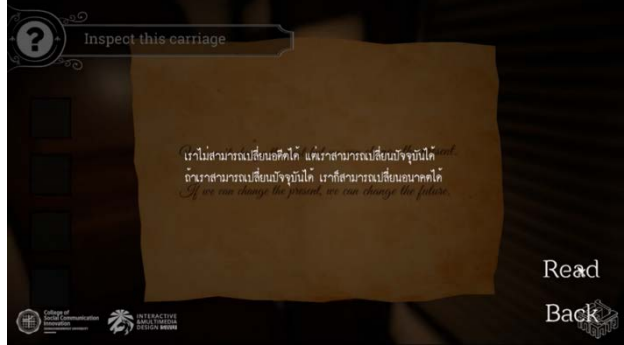 Inspect this carriage
?
เราไม่สามารถเปลี่ยนอดีตได้ แต่เราสามารถเปลี่ยนปัจจุบันได้
sent.
ถ้าเราสามารถเปลี่ยนปัจจุบันได้ เราก็สามารถเปลี่ยนอนาคตได้
If we can change the present, we can change the future.
Read
Back
College of
Social Communication
Innovation
INTERACTIVE
&MULTIMEDIA
DESIGN